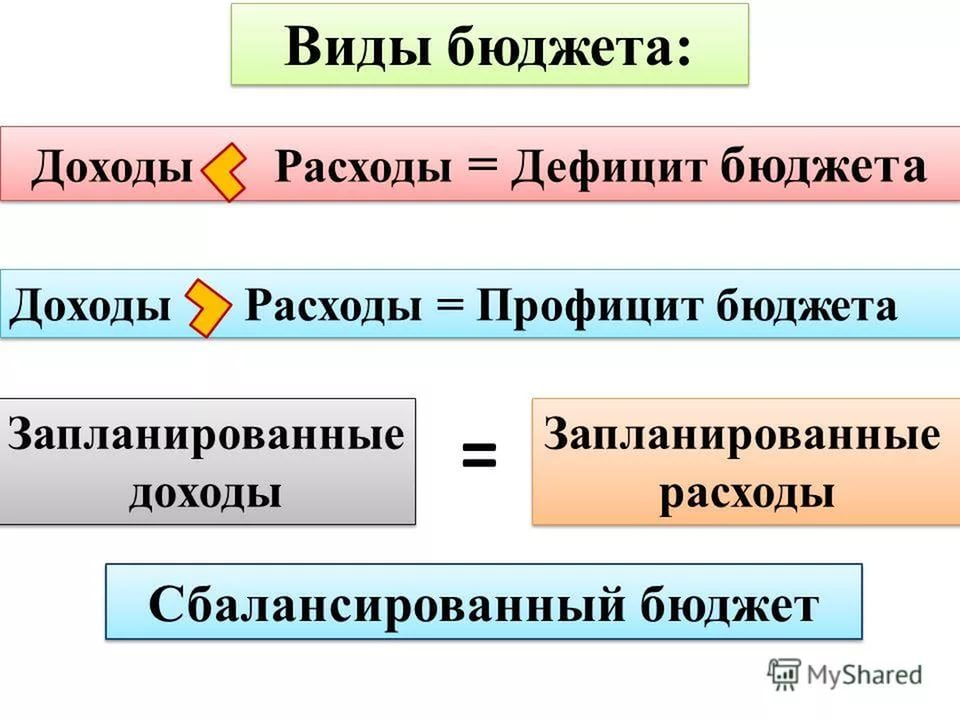 Виды бюджета:
Доходы < Расходы = Дефицит бюджета
Доходы > Расходы = Профицит бюджета
Запланированные
доходы
=
Запланированные
расходы
Сбалансированный бюджет
MyShared